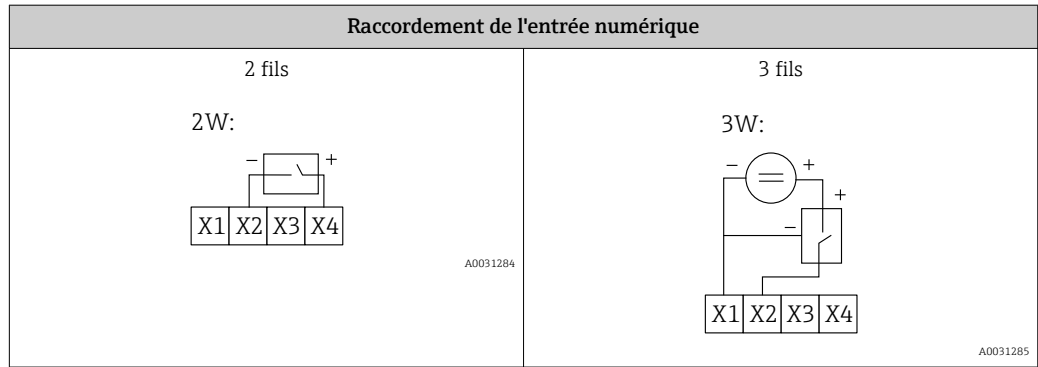 Raccordement de l'entrée numérique
2 fils
2W:
– +
X1 X2 X3 X4
A0031284
3 fils
3W:
– +
+
–
X1 X2 X3 X4
A0031285